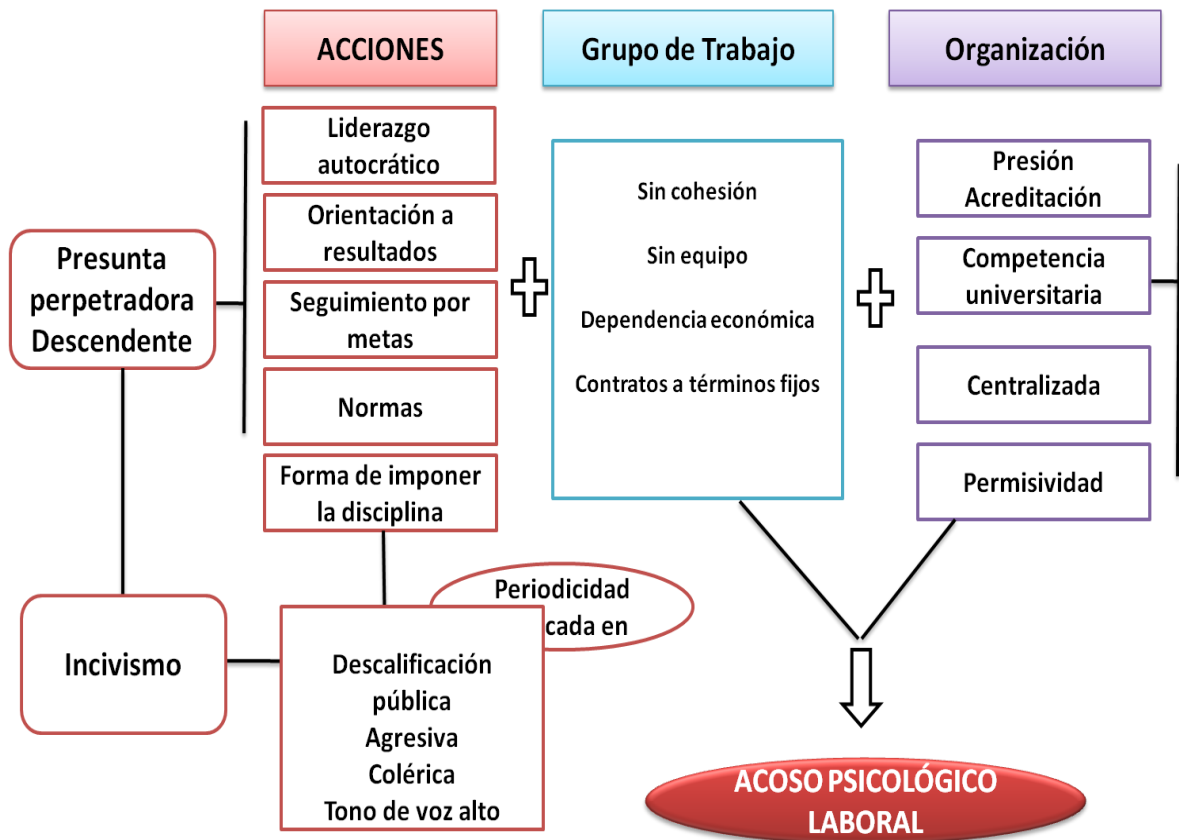 ACCIONES
Grupo de Trabajo
Organización
Liderazgo
autocrático
Orientación a
resultados
Seguimiento por
metas
Normas
Forma de imponer
la disciplina
Presunta
perpetradora
Descendente
Incivismo
Periodicidad
cada en
Descalificación
pública
Agresiva
Colérica
Tono de voz alto
Sin cohesión
Sin equipo
Dependencia económica
Contratos a términos fijos
Presión
Acreditación
Competencia
universitaria
Centralizada
Permisividad
ACOSO PSICOLÓGICO
LABORAL